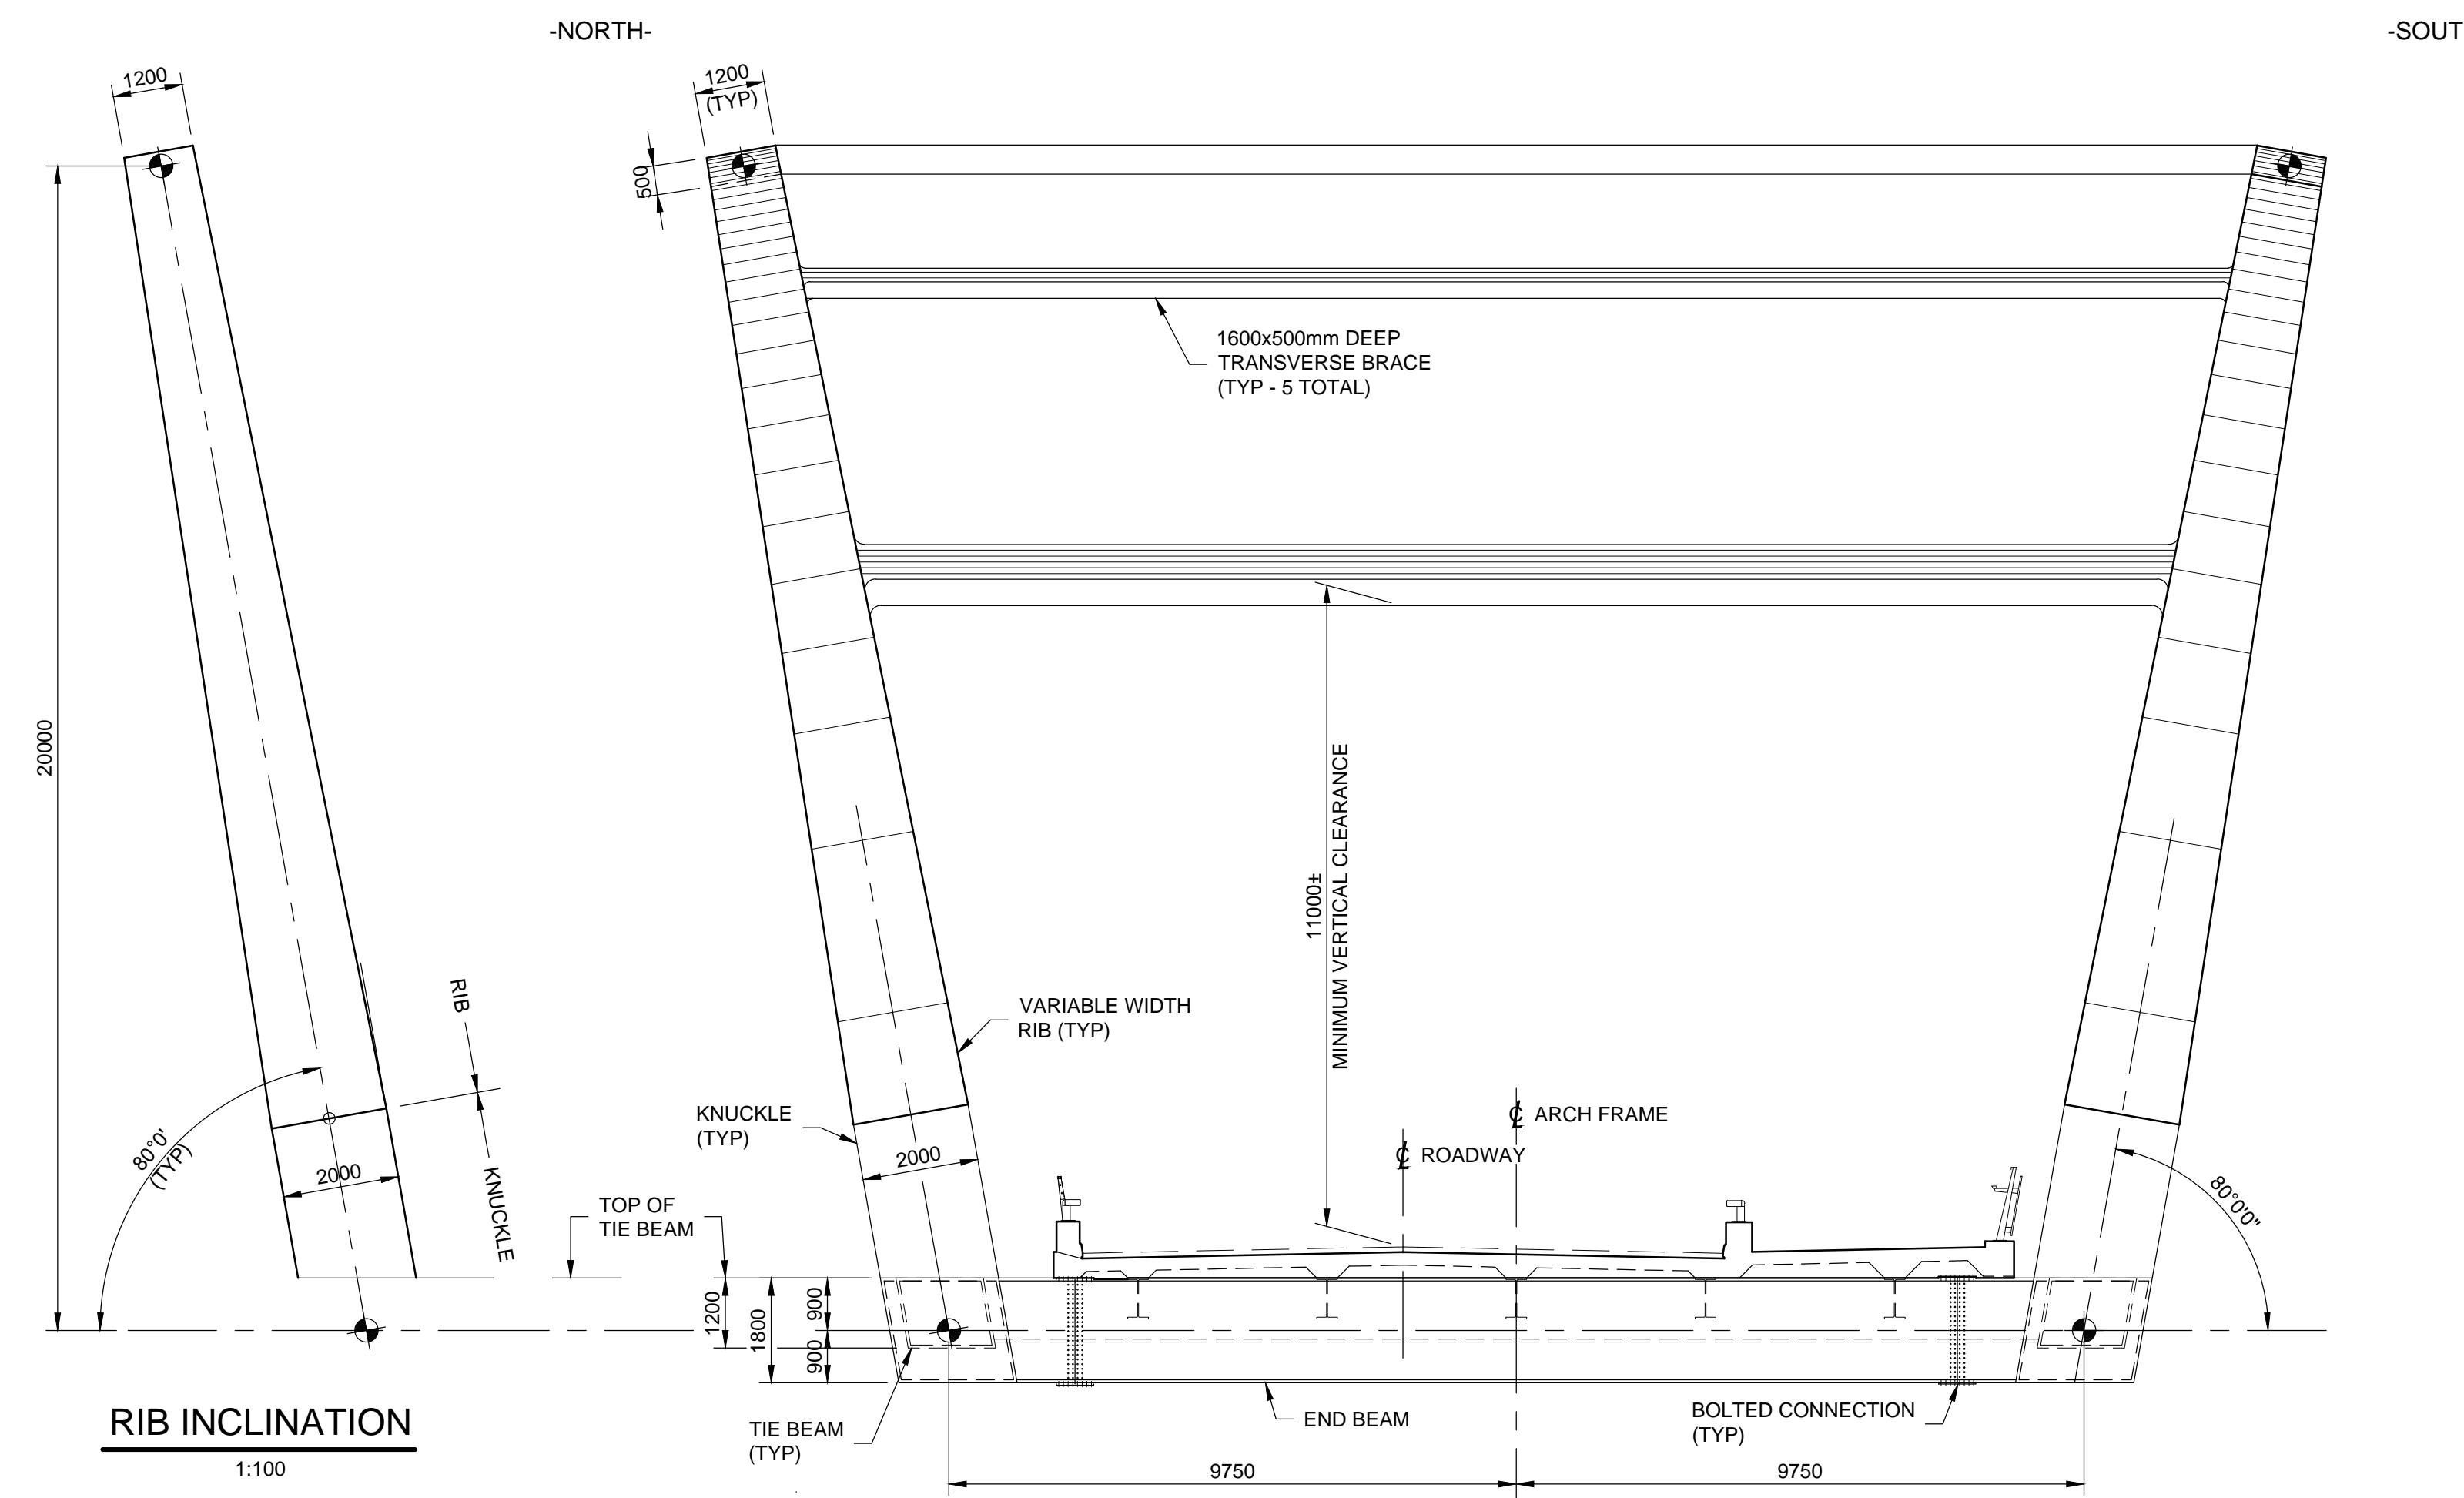 -NORTH-
-SOUT
1200
1200
(TYP)
500
1600x500mm DEEP
TRANSVERSE BRACE
(TYP - 5 TOTAL)
20000
11000±
MINIMUM VERTICAL CLEARANCE
RIB
KNUCKLE
80°0'
(TYP)
2000
VARIABLE WIDTH
RIB (TYP)
KNUCKLE
(TYP)
2000
℄ ARCH FRAME
℄ ROADWAY
80°0'0"
TOP OF
TIE BEAM
1200
1800
900
900
RIB INCLINATION
1:100
TIE BEAM
(TYP)
END BEAM
BOLTED CONNECTION
(TYP)
9750
9750